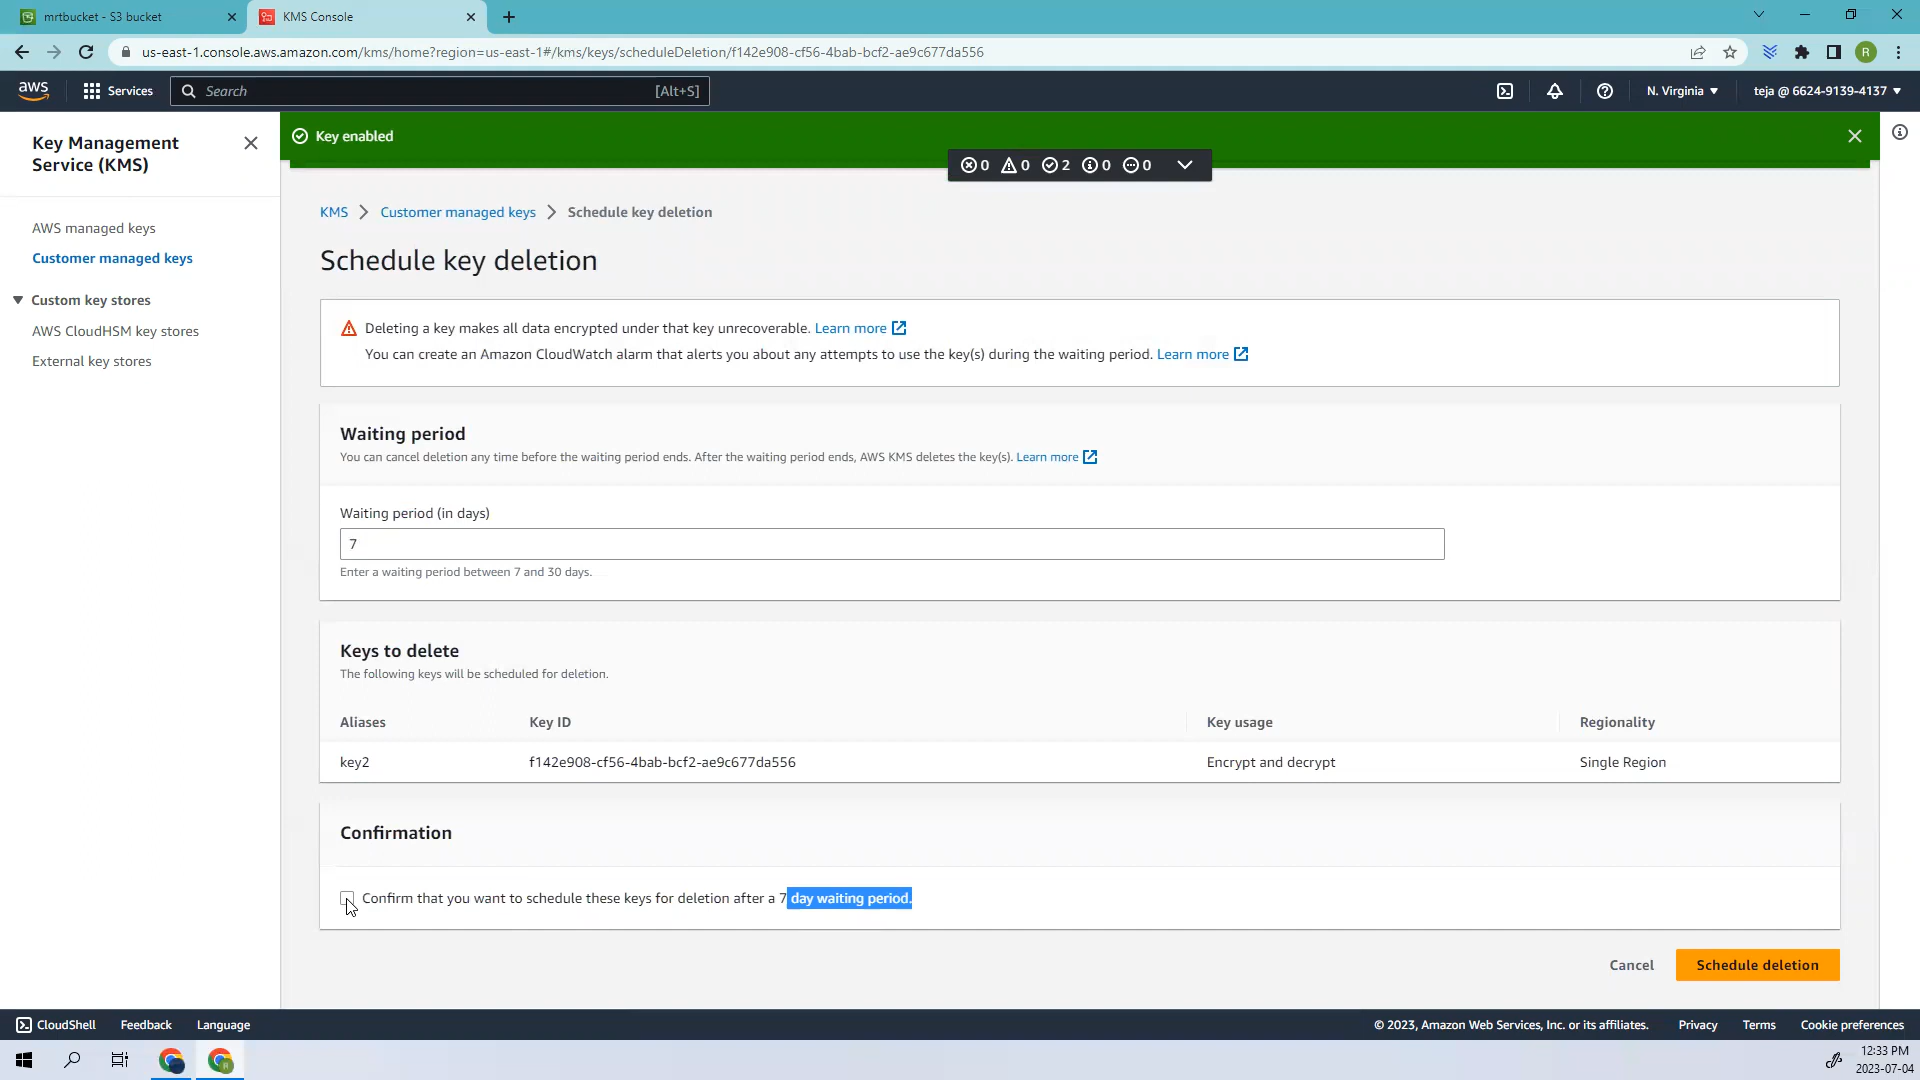 mrtbucket - S3 bucket
KMS Console
us-east-1.console.aws.amazon.com/kms/home?region=us-east-1#/kms/keys/scheduleDeletion/f142e908-cf56-4bab-bcf2-ae9c677da556
R
aws
Services
Search
[Alt+S]
N. Virginia
teja @ 6624-9139-4137
Key Management
Service (KMS)
AWS managed keys
Customer managed keys
Custom key stores
AWS CloudHSM key stores
External key stores
Key enabled
0 0 2 0 0
KMS
Customer managed keys
Schedule key deletion
Schedule key deletion
Deleting a key makes all data encrypted under that key unrecoverable. Learn more
You can create an Amazon CloudWatch alarm that alerts you about any attempts to use the key(s) during the waiting period. Learn more
Waiting period
You can cancel deletion any time before the waiting period ends. After the waiting period ends, AWS KMS deletes the key(s). Learn more
Waiting period (in days)
7
Enter a waiting period between 7 and 30 days.
Keys to delete
The following keys will be scheduled for deletion.
Aliases Key ID Key usage Regionality
key2 f142e908-cf56-4bab-bcf2-ae9c677da556 Encrypt and decrypt Single Region
Confirmation
Confirm that you want to schedule these keys for deletion after a 7 day waiting period.
Cancel
Schedule deletion
CloudShell
Feedback
Language
© 2023, Amazon Web Services, Inc. or its affiliates.
Privacy
Terms
Cookie preferences
12:33 PM
2023-07-04